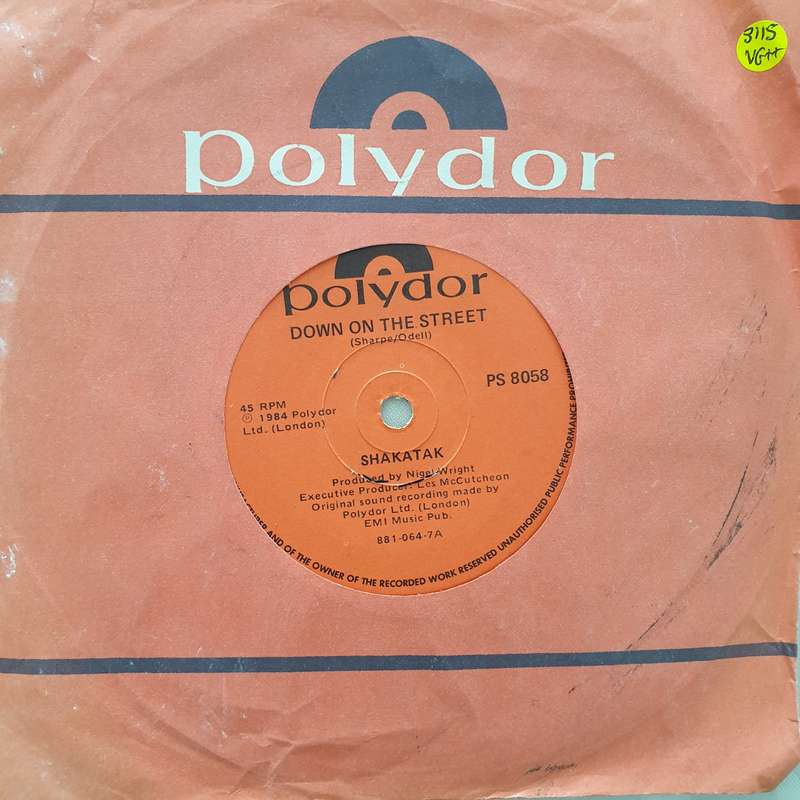 3115
VG++
polydor
polydor
DOWN ON THE STREET
(Sharpe/Odell)
PS 8058
45 RPM
Ⓟ 1984 Polydor
Ltd. (London)
SHAKATAK
Produced by Nigel Wright
Executive Producer: Les McCutcheon
Original sound recording made by
Polydor Ltd. (London)
EMI Music Pub.
881-064-7A
AND OF THE OWNER OF THE RECORDED WORK RESERVED UNAUTHORISED PUBLIC PERFORMANCE